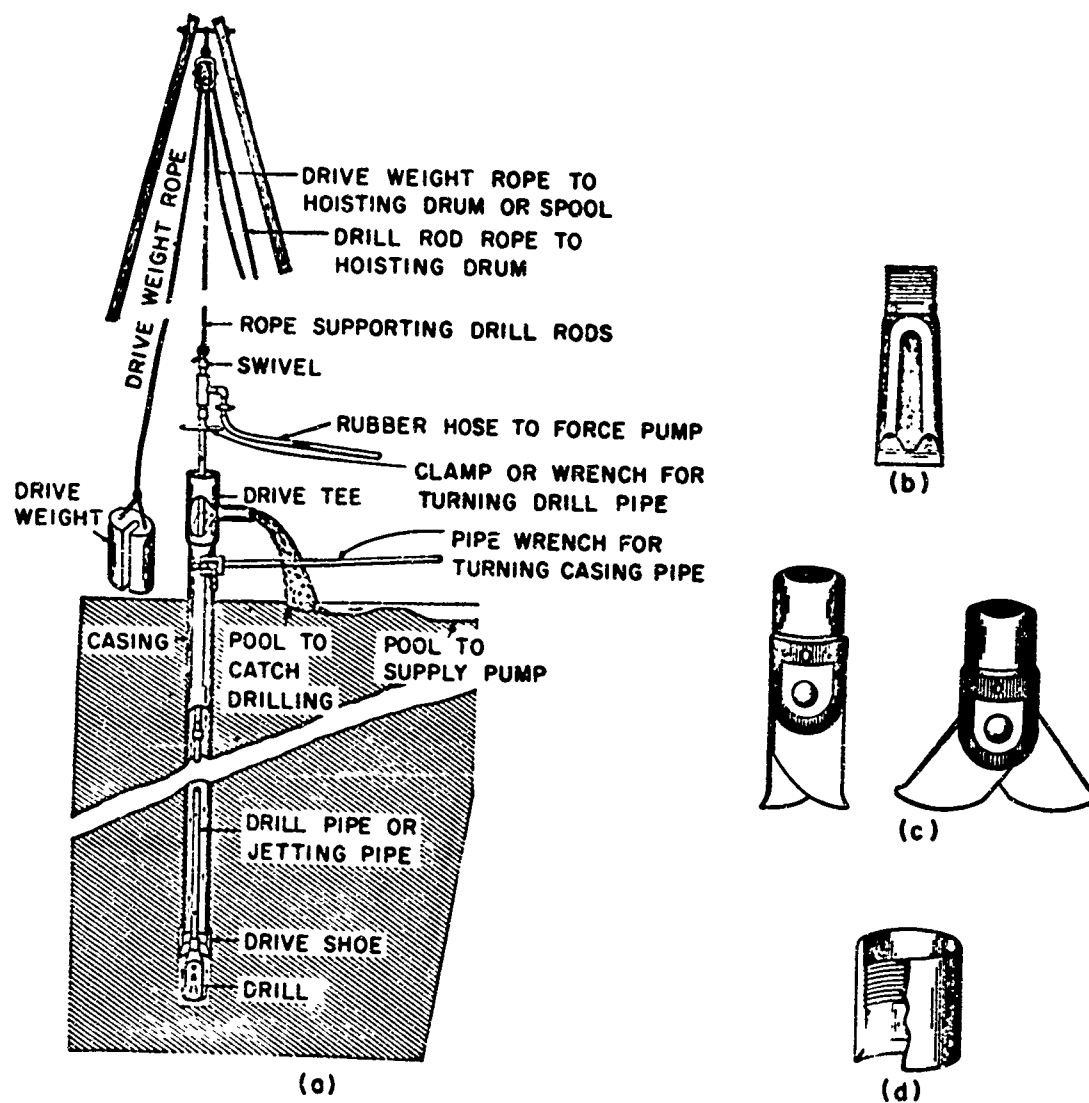 DRIVE WEIGHT ROPE TO
HOISTING DRUM OR SPOOL
DRILL ROD ROPE TO
HOISTING DRUM
DRIVE WEIGHT ROPE
ROPE SUPPORTING DRILL RODS
SWIVEL
RUBBER HOSE TO FORCE PUMP
CLAMP OR WRENCH FOR
TURNING DRILL PIPE
DRIVE TEE
DRIVE
WEIGHT
PIPE WRENCH FOR
TURNING CASING PIPE
CASING
POOL TO
CATCH
DRILLING
POOL TO
SUPPLY PUMP
DRILL PIPE OR
JETTING PIPE
DRIVE SHOE
DRILL
(a)
(b)
(c)
(d)